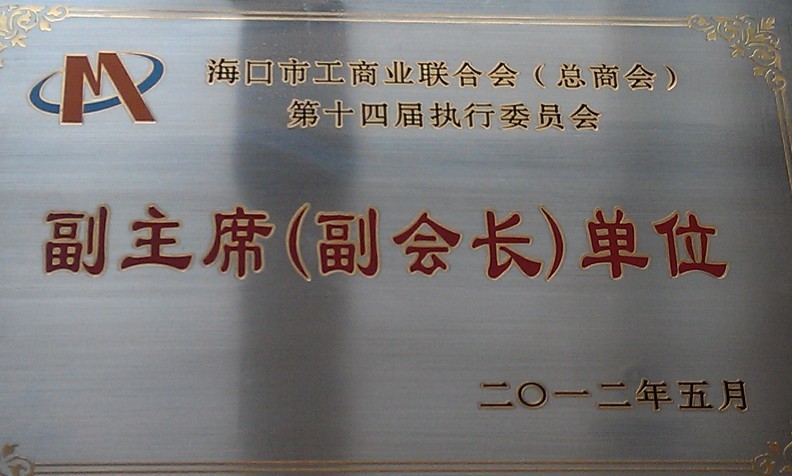 海口市工商业联合会（总商会）
第十四届执行委员会
副主席(副会长)单位
二〇一二年五月